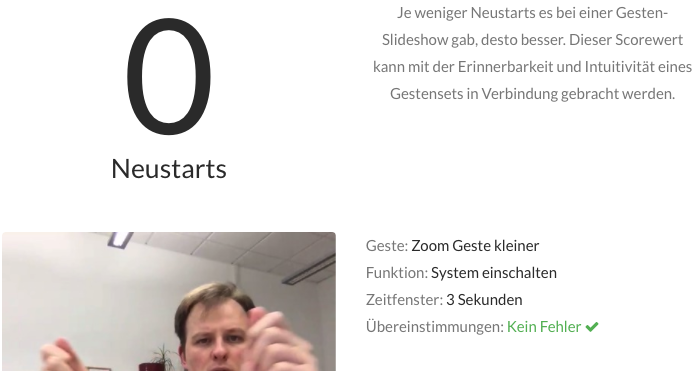 0
Neustarts
Je weniger Neustarts es bei einer Gesten-
Slideshow gab, desto besser. Dieser Scorewert
kann mit der Erinnerbarkeit und Intuitivität eines
Gestensets in Verbindung gebracht werden.
Geste: Zoom Geste kleiner
Funktion: System einschalten
Zeitfenster: 3 Sekunden
Übereinstimmungen: Kein Fehler